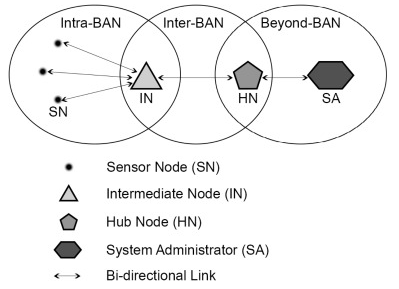 Intra-BAN Inter-BAN Beyond-BAN
SN IN HN SA
Sensor Node (SN)
Intermediate Node (IN)
Hub Node (HN)
System Administrator (SA)
Bi-directional Link